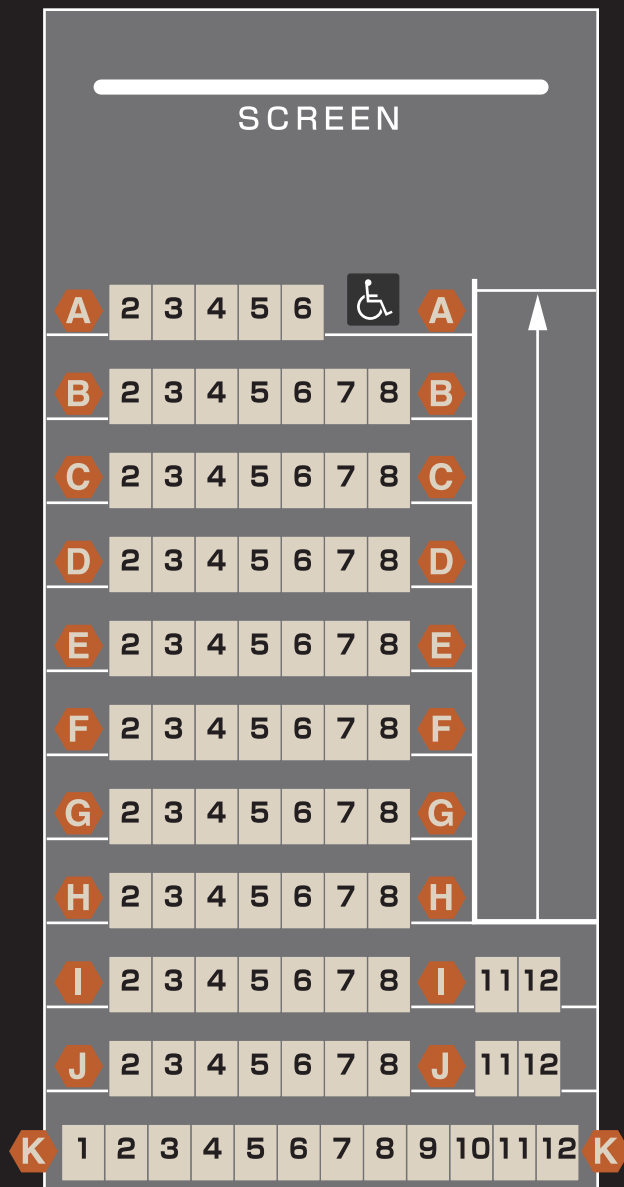 SCREEN
A 2 3 4 5 6 A
B 2 3 4 5 6 7 8 B
C 2 3 4 5 6 7 8 C
D 2 3 4 5 6 7 8 D
E 2 3 4 5 6 7 8 E
F 2 3 4 5 6 7 8 F
G 2 3 4 5 6 7 8 G
H 2 3 4 5 6 7 8 H
I 2 3 4 5 6 7 8 I 11 12
J 2 3 4 5 6 7 8 J 11 12
K 1 2 3 4 5 6 7 8 9 10 11 12 K